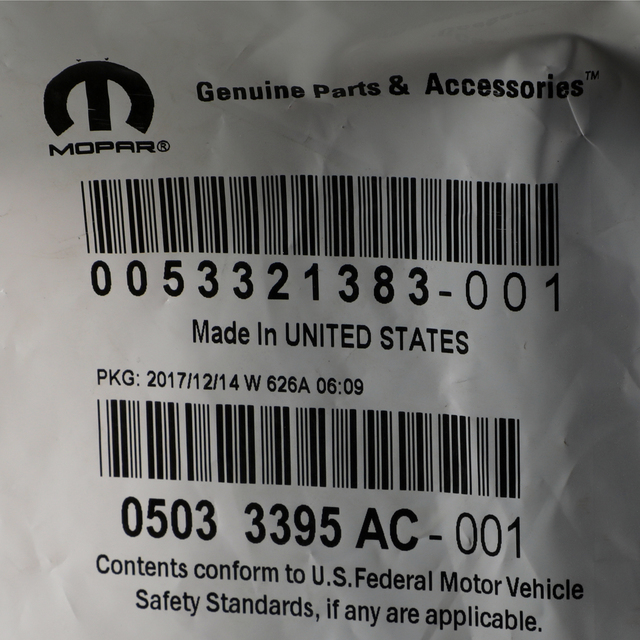 MOPAR®
Genuine Parts & Accessories™
0053321383-001
Made In UNITED STATES
PKG: 2017/12/14 W 626A 06:09
0503 3395 AC-001
Contents conform to U.S.Federal Motor Vehicle
Safety Standards, if any are applicable.